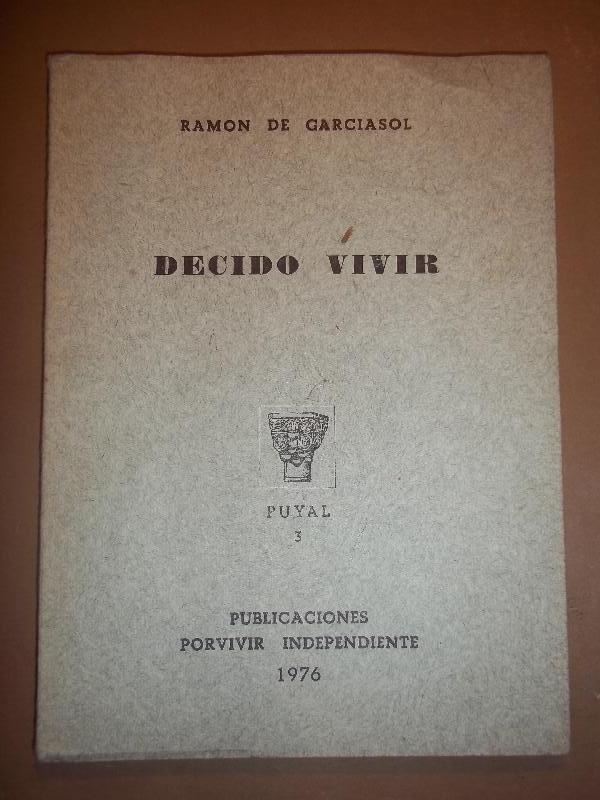 RAMON DE GARCIASOL
DECIDO VIVIR
PUYAL
3
PUBLICACIONES
PORVIVIR INDEPENDIENTE
1976